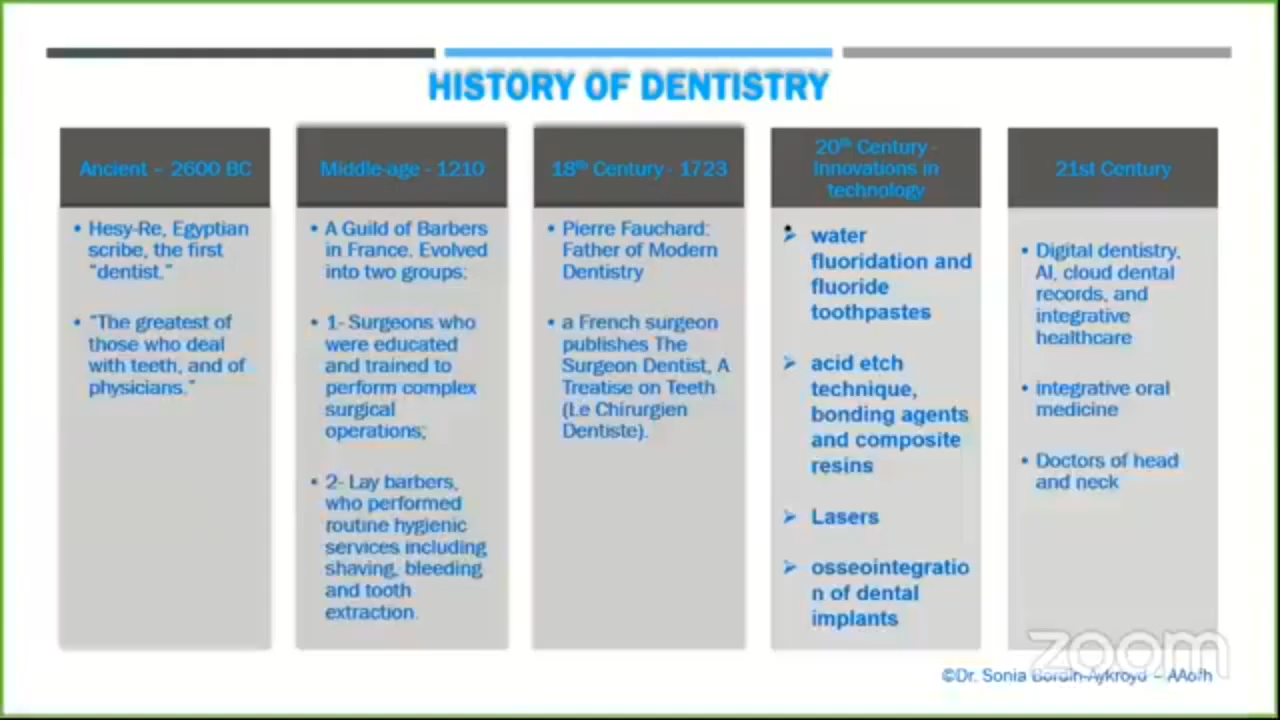 HISTORY OF DENTISTRY
Ancient – 2600 BC
• Hesy-Re, Egyptian
scribe, the first
“dentist.”
• “The greatest of
those who deal
with teeth, and of
physicians.”
Middle-age - 1210
• A Guild of Barbers
in France. Evolved
into two groups:
• 1- Surgeons who
were educated
and trained to
perform complex
surgical
operations;
• 2- Lay barbers,
who performed
routine hygienic
services including
shaving, bleeding
and tooth
extraction.
18th Century - 1723
• Pierre Fauchard:
Father of Modern
Dentistry
• a French surgeon
publishes The
Surgeon Dentist, A
Treatise on Teeth
(Le Chirurgien
Dentiste).
20th Century -
Innovations in
technology
➢ water
fluoridation and
fluoride
toothpastes
➢ acid etch
technique,
bonding agents
and composite
resins
➢ Lasers
➢ osseointegratio
n of dental
implants
21st Century
• Digital dentistry,
AI, cloud dental
records, and
integrative
healthcare
• integrative oral
medicine
• Doctors of head
and neck
zoom
©Dr. Sonia Bordin-Aykroyd – AAofh